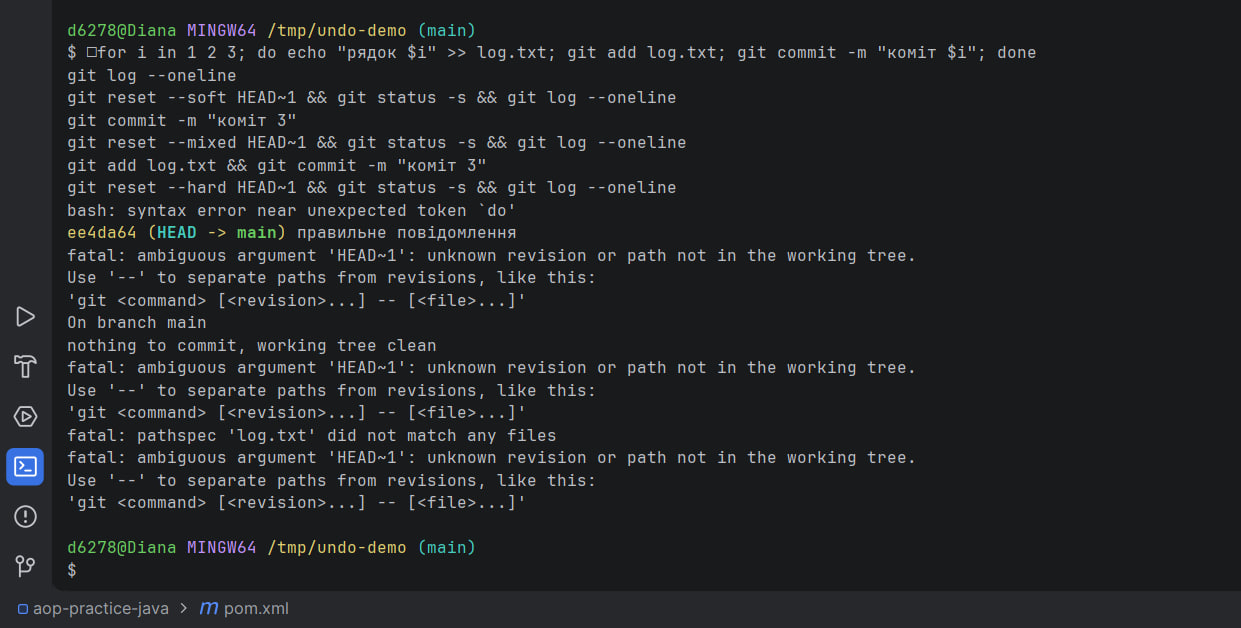 d6278@Diana MINGW64 /tmp/undo-demo (main)
$ □for i in 1 2 3; do echo "рядок $i" >> log.txt; git add log.txt; git commit -m "коміт $i"; done
git log --oneline
git reset --soft HEAD~1 && git status -s && git log --oneline
git commit -m "коміт 3"
git reset --mixed HEAD~1 && git status -s && git log --oneline
git add log.txt && git commit -m "коміт 3"
git reset --hard HEAD~1 && git status -s && git log --oneline
bash: syntax error near unexpected token `do'
ee4da64 (HEAD -> main) правильне повідомлення
fatal: ambiguous argument 'HEAD~1': unknown revision or path not in the working tree.
Use '--' to separate paths from revisions, like this:
'git <command> [<revision>...] -- [<file>...]'
On branch main
nothing to commit, working tree clean
fatal: ambiguous argument 'HEAD~1': unknown revision or path not in the working tree.
Use '--' to separate paths from revisions, like this:
'git <command> [<revision>...] -- [<file>...]'
fatal: pathspec 'log.txt' did not match any files
fatal: ambiguous argument 'HEAD~1': unknown revision or path not in the working tree.
Use '--' to separate paths from revisions, like this:
'git <command> [<revision>...] -- [<file>...]'
d6278@Diana MINGW64 /tmp/undo-demo (main)
$
aop-practice-java > m pom.xml